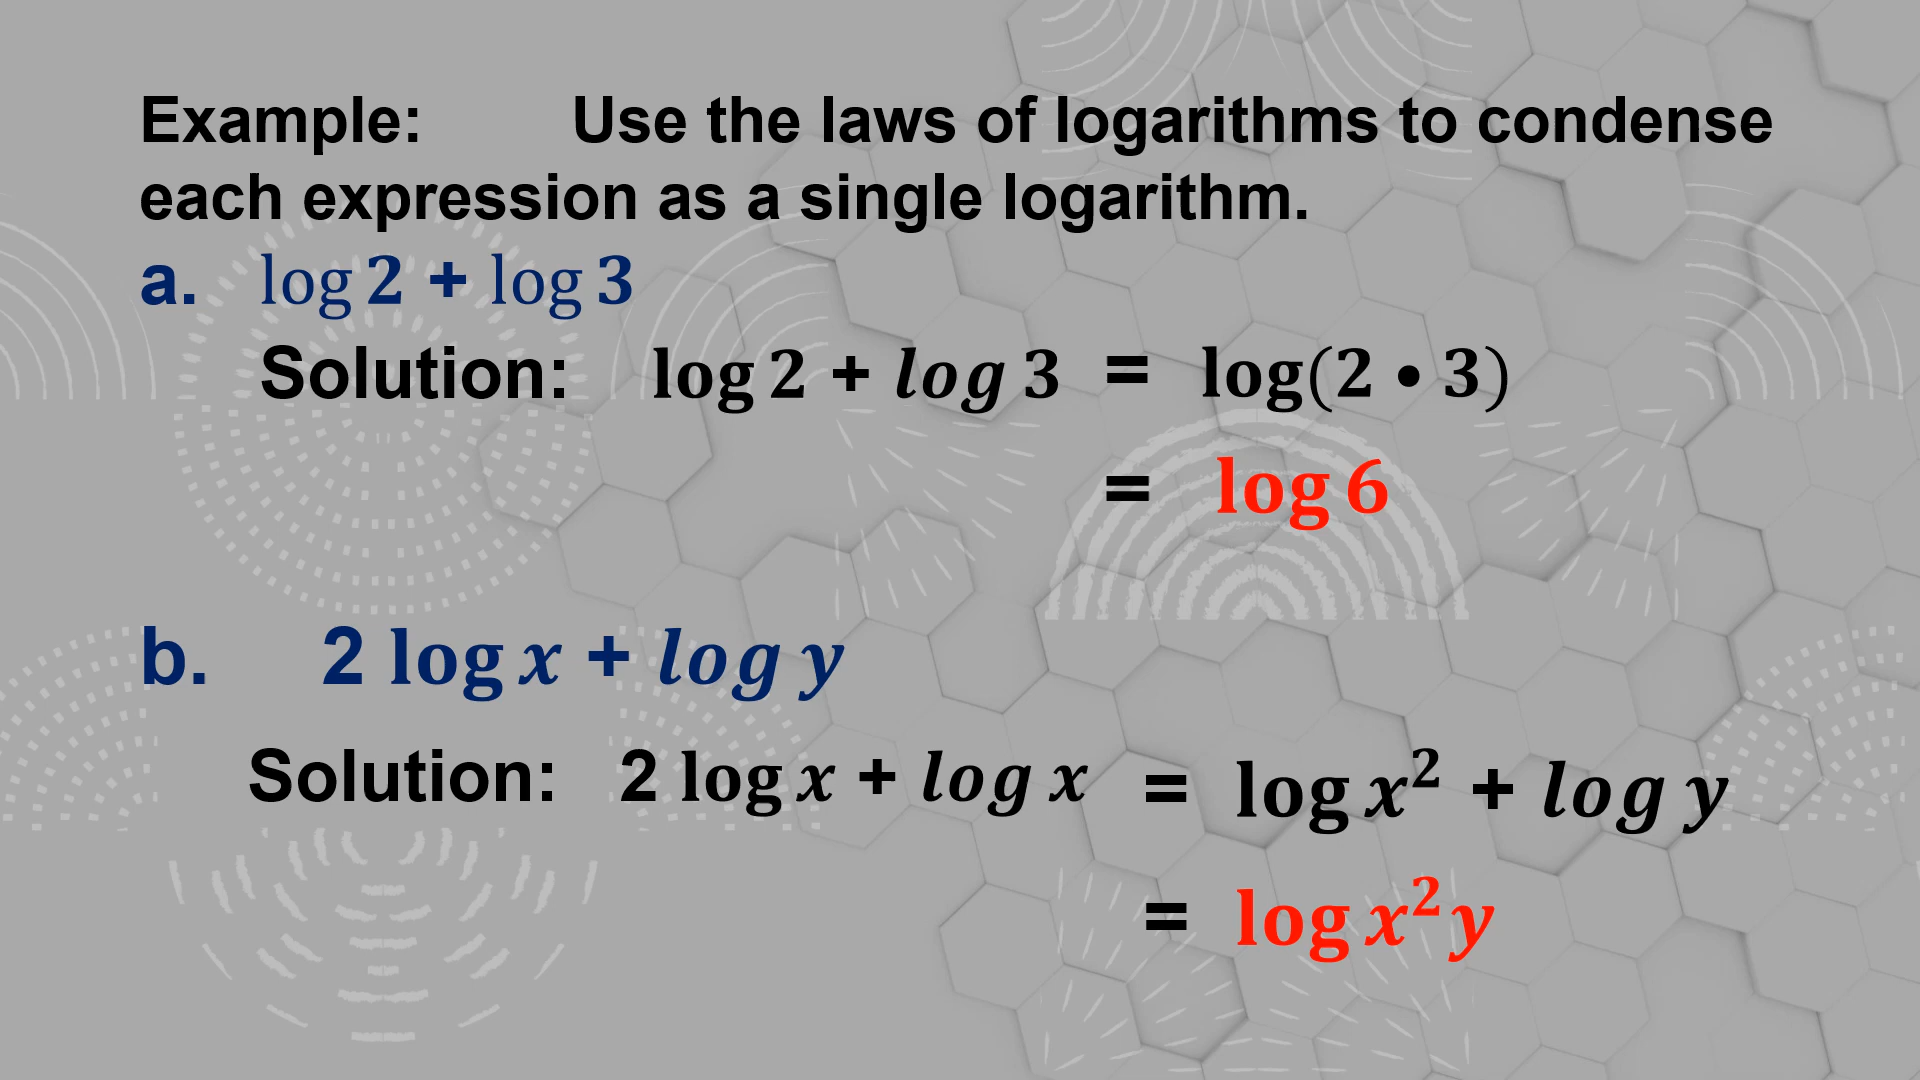 Example: Use the laws of logarithms to condense
each expression as a single logarithm.
a. log 2 + log 3
Solution: log 2 + log 3 = log(2 • 3)
= log 6
b. 2 log x + log y
Solution: 2 log x + log x = log x² + log y
= log x²y